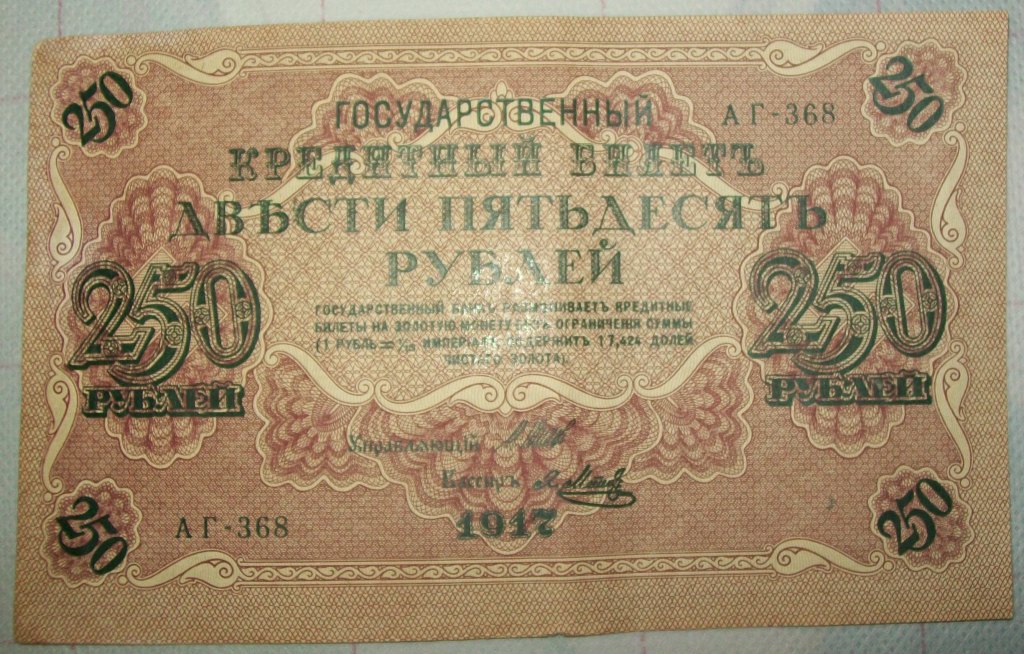 250 250
ГОСУДАРСТВЕННЫЙ АГ-368
КРЕДИТНЫЙ БИЛЕТЪ
ДВѢСТИ ПЯТЬДЕСЯТЪ
РУБЛЕЙ
250 250
РУБЛЕЙ РУБЛЕЙ
ГОСУДАРСТВЕННЫЙ БАНКЪ РАЗМѢНИВАЕТЪ КРЕДИТНЫЕ
БИЛЕТЫ НА ЗОЛОТУЮ МОНЕТУ БЕЗЪ ОГРАНИЧЕНІЯ СУММЫ
(1 РУБЛЬ = 1/15 ИМПЕРІАЛА, СОДЕРЖИТЪ 17,424 ДОЛЕЙ
ЧИСТАГО ЗОЛОТА).
Управляющій
Кассиръ
АГ-368 1917
250 250